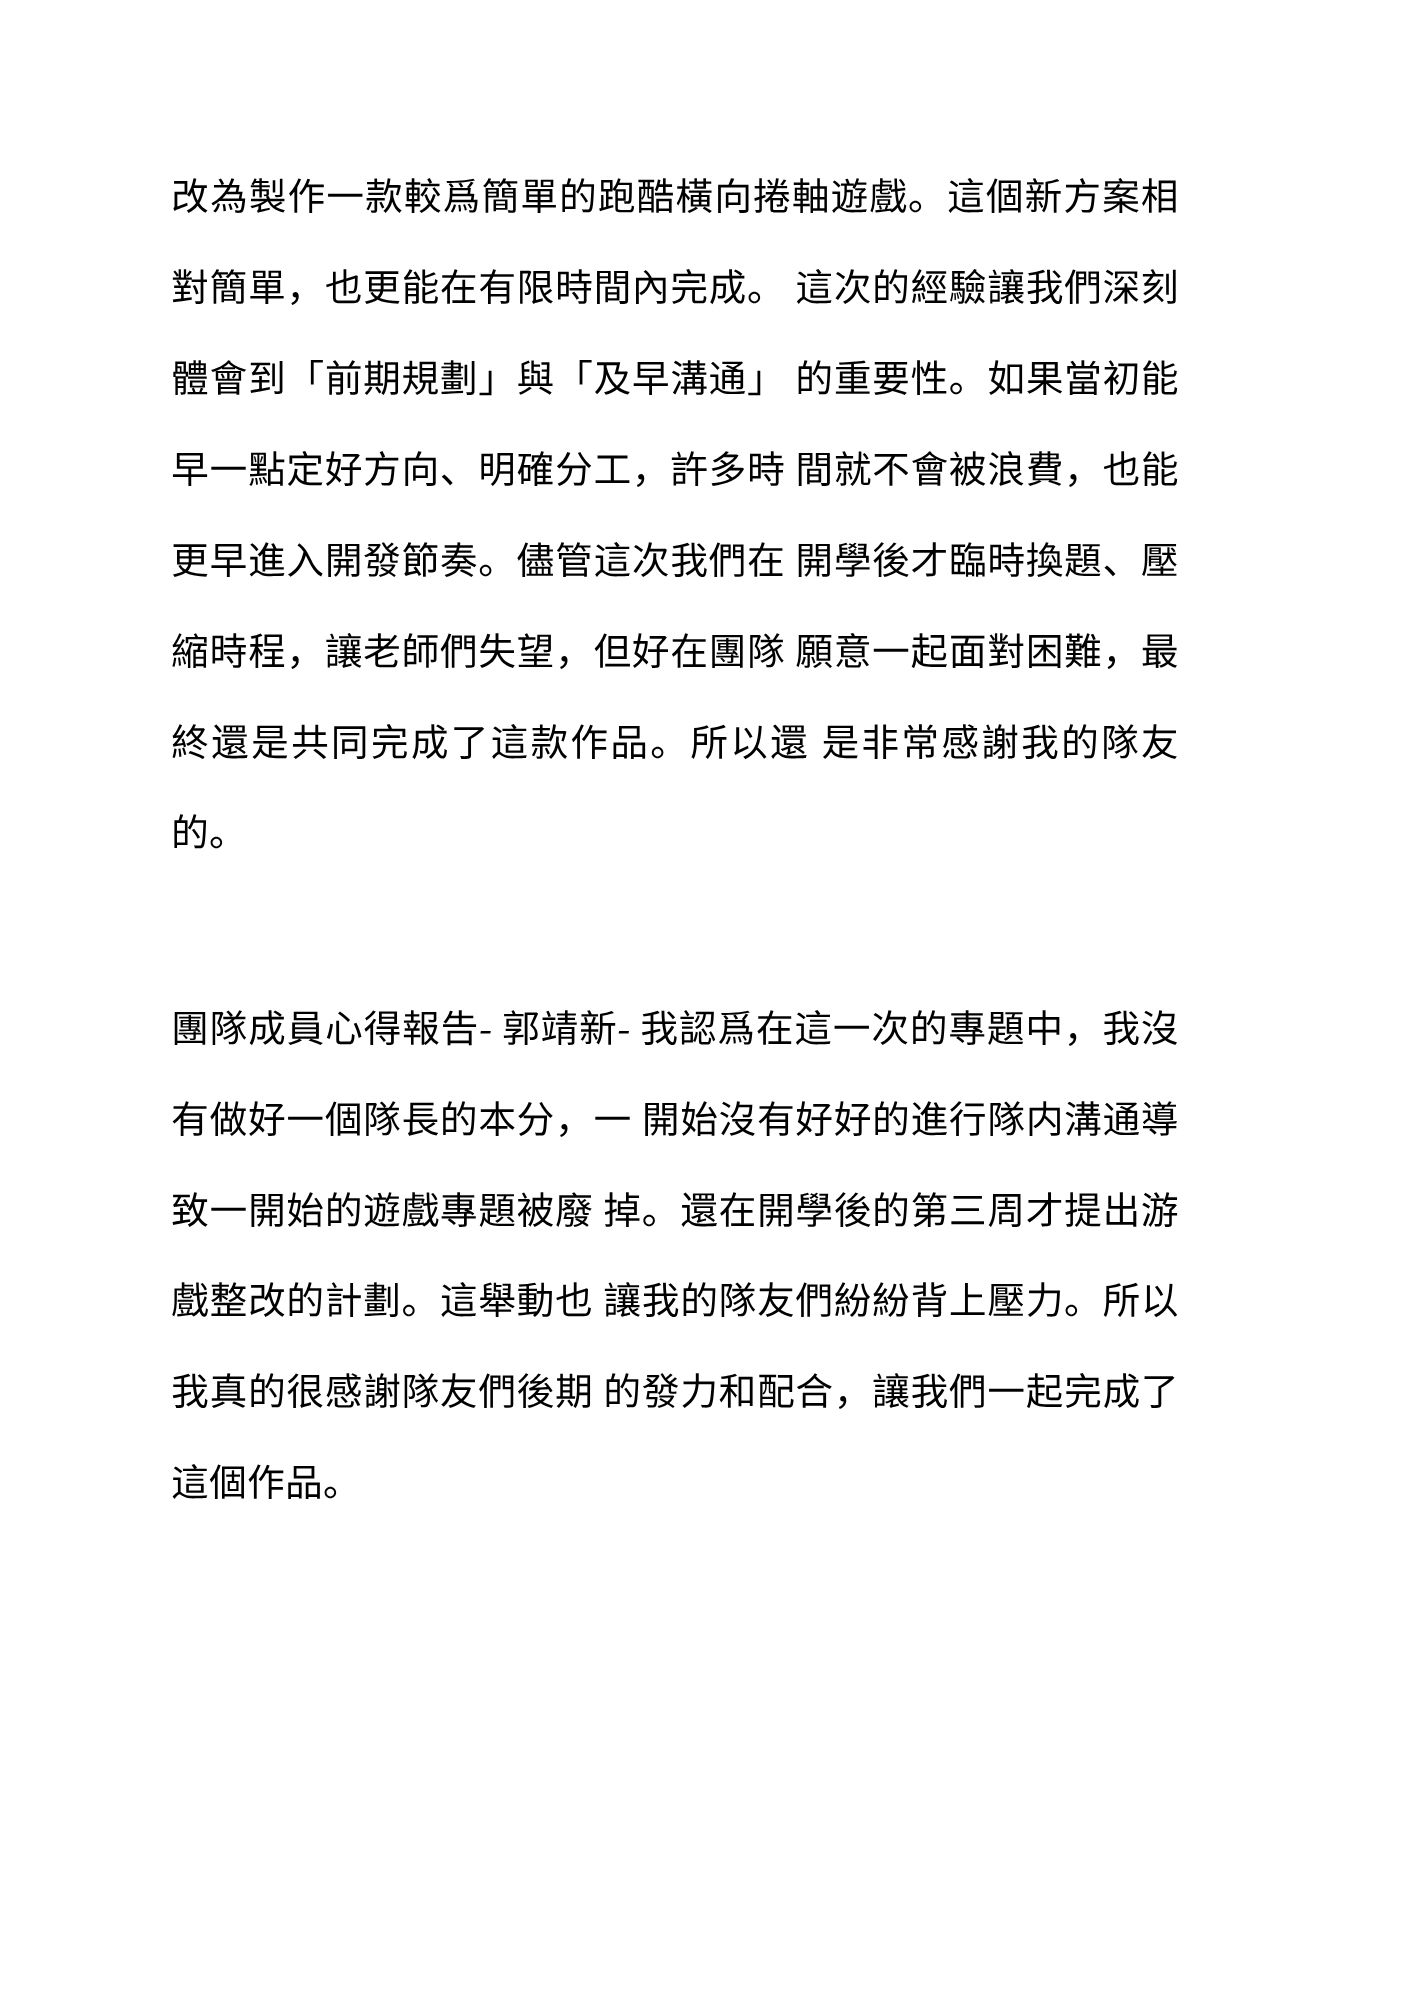 改為製作一款較爲簡單的跑酷橫向捲軸遊戲。這個新方案相
對簡單，也更能在有限時間內完成。 這次的經驗讓我們深刻
體會到「前期規劃」與「及早溝通」 的重要性。如果當初能
早一點定好方向、明確分工，許多時 間就不會被浪費，也能
更早進入開發節奏。儘管這次我們在 開學後才臨時換題、壓
縮時程，讓老師們失望，但好在團隊 願意一起面對困難，最
終還是共同完成了這款作品。所以還 是非常感謝我的隊友
的。
團隊成員心得報告- 郭靖新- 我認爲在這一次的專題中，我沒
有做好一個隊長的本分，一 開始沒有好好的進行隊内溝通導
致一開始的遊戲專題被廢 掉。還在開學後的第三周才提出游
戲整改的計劃。這舉動也 讓我的隊友們紛紛背上壓力。所以
我真的很感謝隊友們後期 的發力和配合，讓我們一起完成了
這個作品。